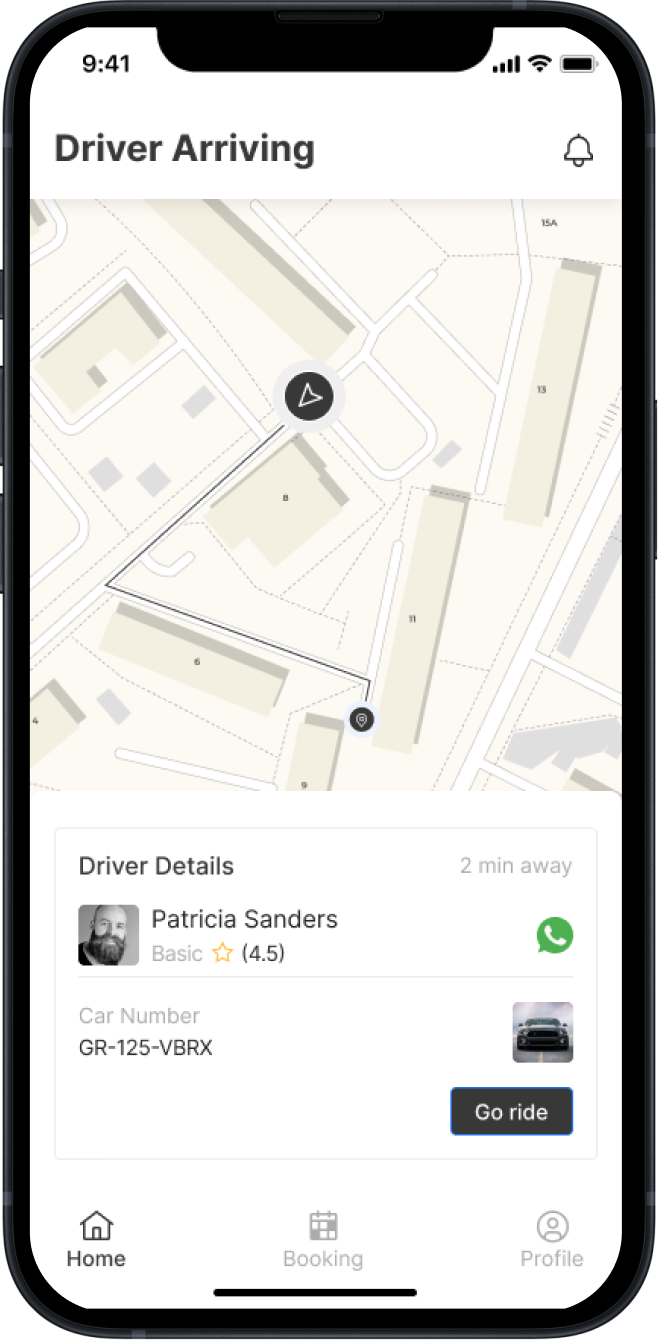 9:41
Driver Arriving
15A
13
8
11
6
4
9
Driver Details
2 min away
Patricia Sanders
Basic (4.5)
Car Number
GR-125-VBRX
Go ride
Home
Booking
Profile